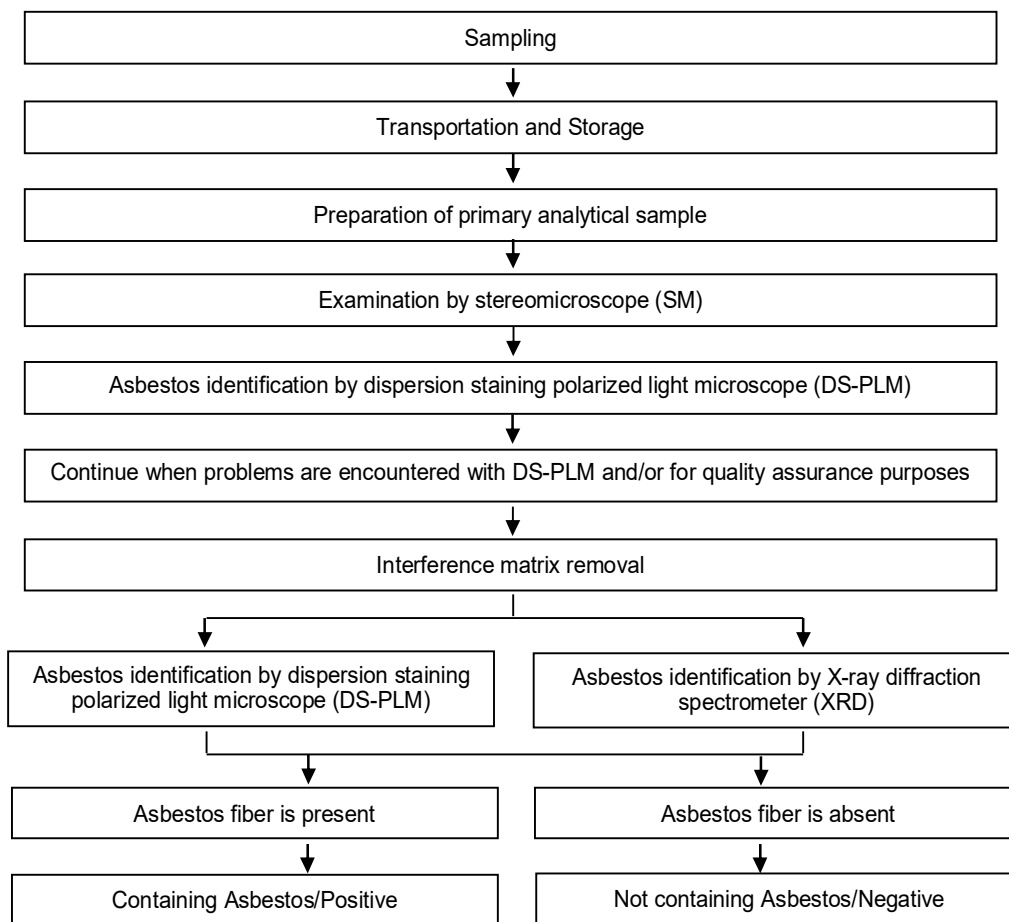 Sampling
Transportation and Storage
Preparation of primary analytical sample
Examination by stereomicroscope (SM)
Asbestos identification by dispersion staining polarized light microscope (DS-PLM)
Continue when problems are encountered with DS-PLM and/or for quality assurance purposes
Interference matrix removal
Asbestos identification by dispersion staining
polarized light microscope (DS-PLM)
Asbestos identification by X-ray diffraction
spectrometer (XRD)
Asbestos fiber is present
Asbestos fiber is absent
Containing Asbestos/Positive
Not containing Asbestos/Negative